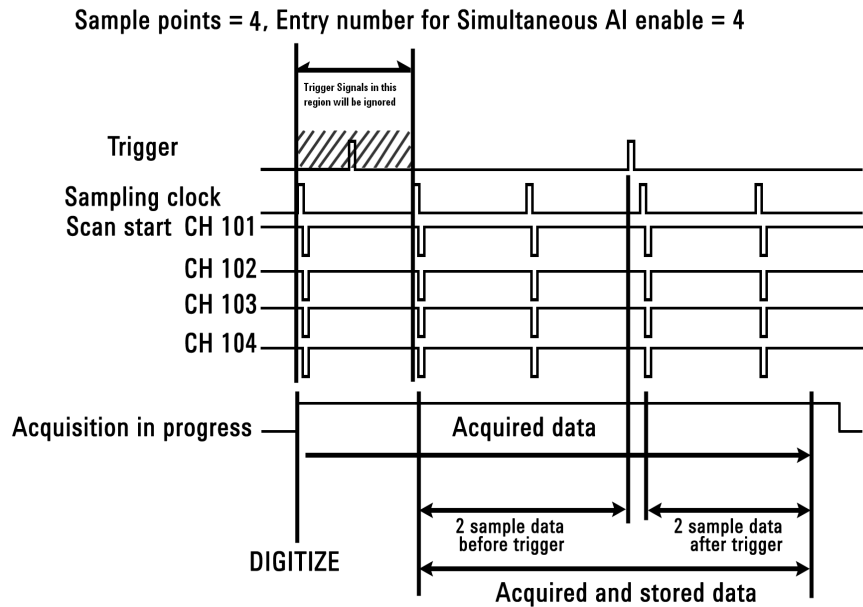 Sample points = 4, Entry number for Simultaneous AI enable = 4
Trigger Signals in this
region will be ignored
Trigger
Sampling clock
Scan start CH 101
CH 102
CH 103
CH 104
Acquisition in progress
Acquired data
2 sample data
before trigger
2 sample data
after trigger
DIGITIZE
Acquired and stored data